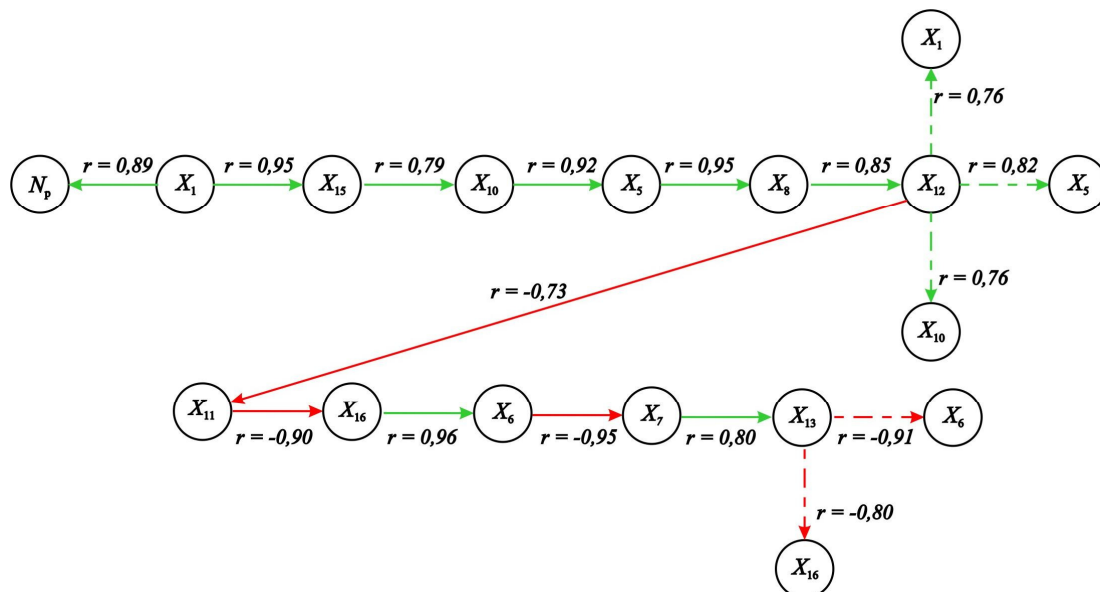 X₁
r = 0,76
r = 0,89 r = 0,95 r = 0,79 r = 0,92 r = 0,95 r = 0,85 r = 0,82
Nₚ X₁ X₁₅ X₁₀ X₅ X₈ X₁₂ X₅
r = 0,76
r = -0,73
X₁₀
X₁₁ X₁₆ X₆ X₇ X₁₃ X₆
r = -0,90 r = 0,96 r = -0,95 r = 0,80 r = -0,91
r = -0,80
X₁₆